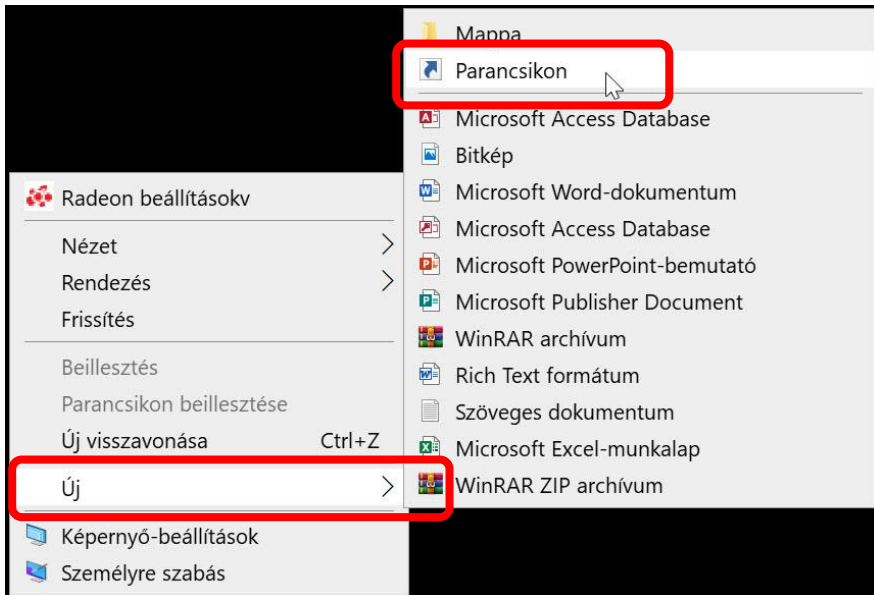 Mappa
Parancsikon
Microsoft Access Database
Bitkép
Microsoft Word-dokumentum
Microsoft Access Database
Microsoft PowerPoint-bemutató
Microsoft Publisher Document
WinRAR archívum
Rich Text formátum
Szöveges dokumentum
Microsoft Excel-munkalap
WinRAR ZIP archívum
Radeon beállításokv
Nézet
Rendezés
Frissítés
Beillesztés
Parancsikon beillesztése
Új visszavonása Ctrl+Z
Új
Képernyő-beállítások
Személyre szabás